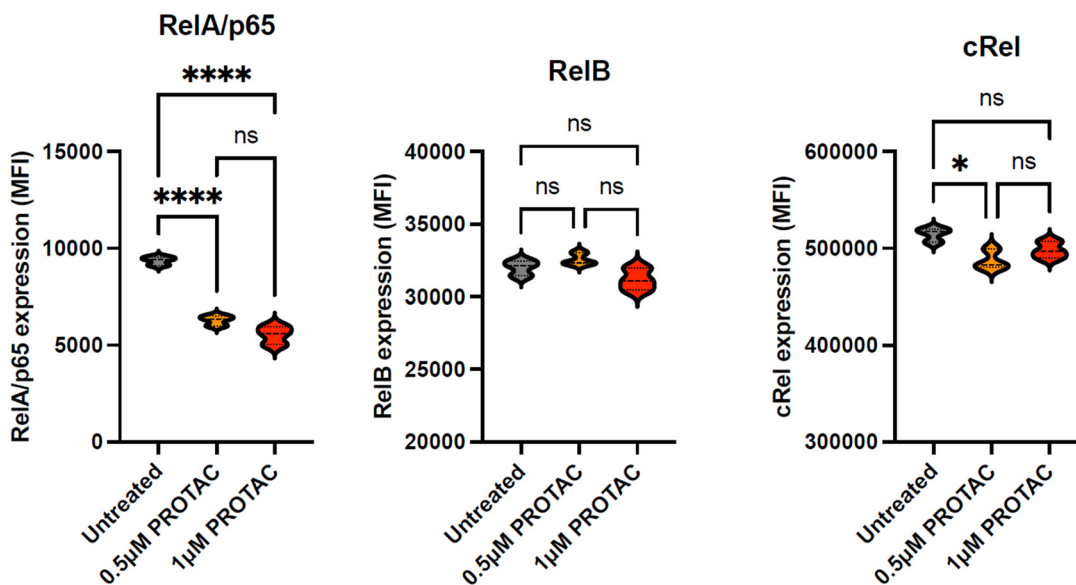 RelA/p65
****
ns
****
RelA/p65 expression (MFI)
15000
10000
5000
0
Untreated
0.5µM PROTAC
1µM PROTAC
RelB
ns
ns
ns
RelB expression (MFI)
40000
35000
30000
25000
20000
Untreated
0.5µM PROTAC
1µM PROTAC
cRel
ns
*
ns
cRel expression (MFI)
600000
500000
400000
300000
Untreated
0.5µM PROTAC
1µM PROTAC